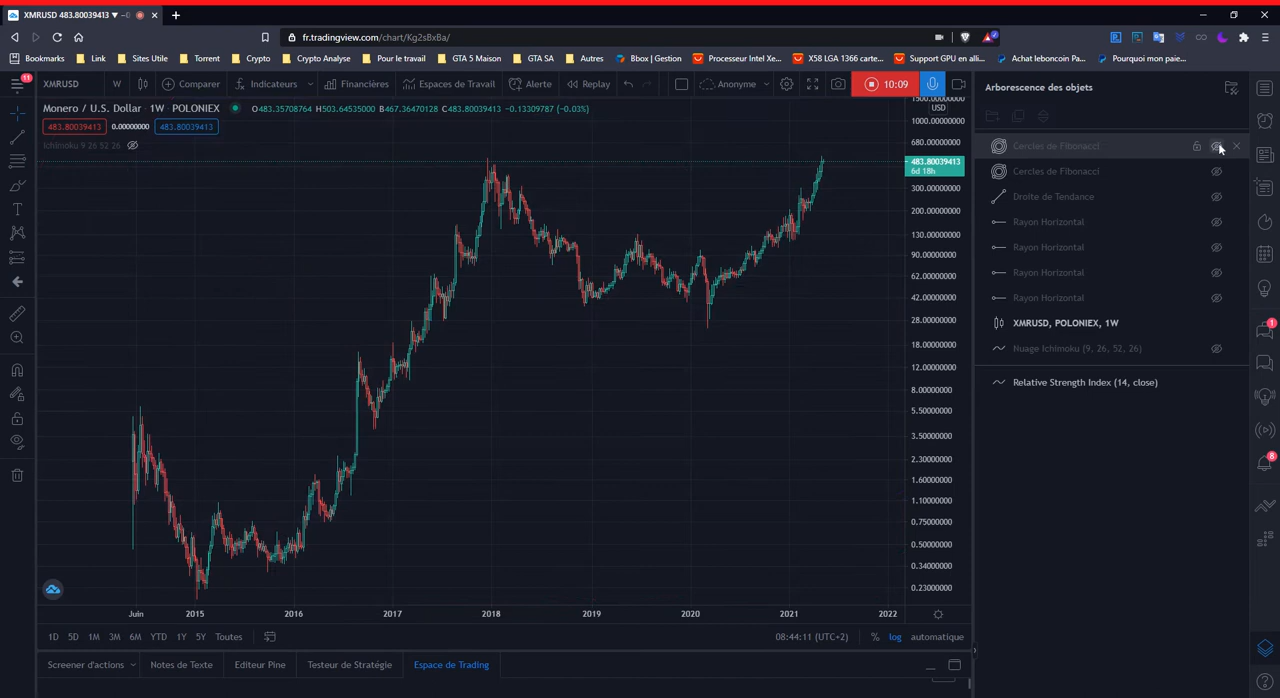 XMRUSD 483.80039413 ▼ −0
fr.tradingview.com/chart/Kg2sBxBa/
Bookmarks Link Sites Utile Torrent Crypto Crypto Analyse Pour le travail GTA 5 Maison GTA SA Autres Bbox | Gestion Processeur Intel Xe... X58 LGA 1366 carte... Support GPU en alli... Achat leboncoin Pa... Pourquoi mon paie...
11 XMRUSD W Comparer Indicateurs Financières Espaces de Travail Alerte Replay Anonyme 10:09 Arborescence des objets
Monero / U.S. Dollar · 1W · POLONIEX O483.35708764 H503.64535000 B467.36470128 C483.80039413 −0.13309787 (−0.03%)
483.80039413 0.00000000 483.80039413
Ichimoku 9 26 52 26
1500.00000000
USD
1000.00000000
680.00000000
483.80039413
6d 18h
300.00000000
200.00000000
130.00000000
90.00000000
62.00000000
42.00000000
28.00000000
18.00000000
12.00000000
8.00000000
5.50000000
3.50000000
2.30000000
1.60000000
1.10000000
0.75000000
0.50000000
0.34000000
0.23000000
Cercles de Fibonacci
Cercles de Fibonacci
Droite de Tendance
Rayon Horizontal
Rayon Horizontal
Rayon Horizontal
Rayon Horizontal
XMRUSD, POLONIEX, 1W
Nuage Ichimoku (9, 26, 52, 26)
Relative Strength Index (14, close)
1
8
Juin 2015 2016 2017 2018 2019 2020 2021 2022
1D 5D 1M 3M 6M YTD 1Y 5Y Toutes 08:44:11 (UTC+2) % log automatique
Screener d'actions Notes de Texte Editeur Pine Testeur de Stratégie Espace de Trading